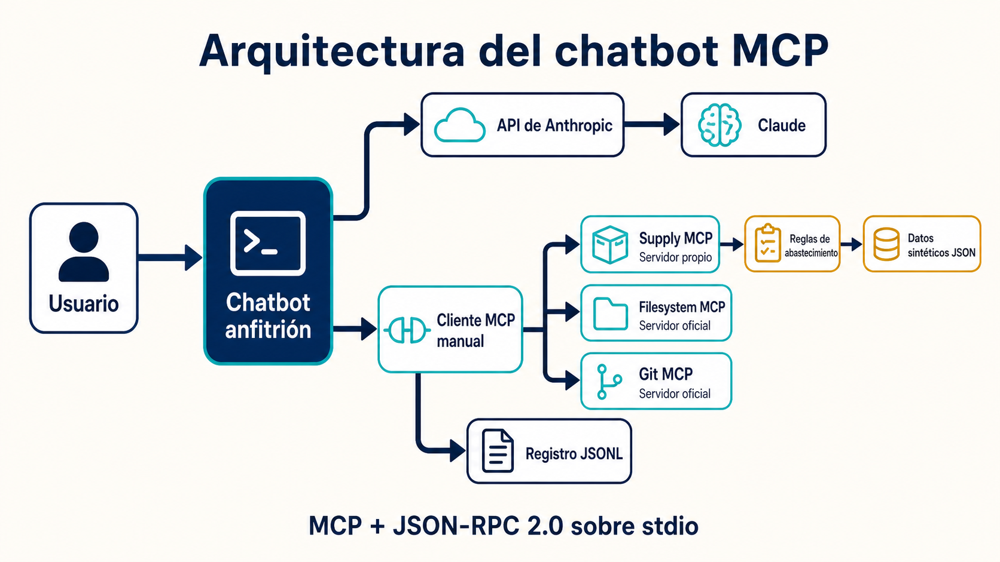 Arquitectura del chatbot MCP
API de Anthropic
Claude
Usuario
>_
Chatbot
anfitrión
Cliente MCP
manual
Supply MCP
Servidor propio
Reglas de
abastecimiento
Datos
sintéticos JSON
Filesystem MCP
Servidor oficial
Git MCP
Servidor oficial
Registro JSONL
MCP + JSON-RPC 2.0 sobre stdio